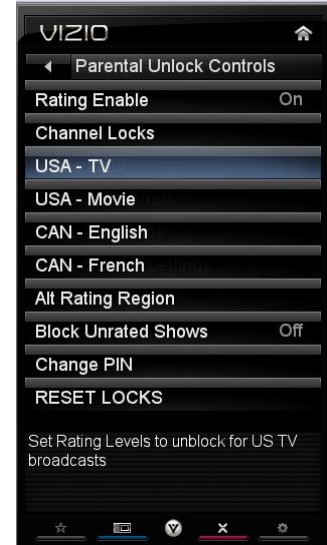 VIZIO
Parental Unlock Controls
Rating Enable On
Channel Locks
USA - TV
USA - Movie
CAN - English
CAN - French
Alt Rating Region
Block Unrated Shows Off
Change PIN
RESET LOCKS
Set Rating Levels to unblock for US TV
broadcasts
V